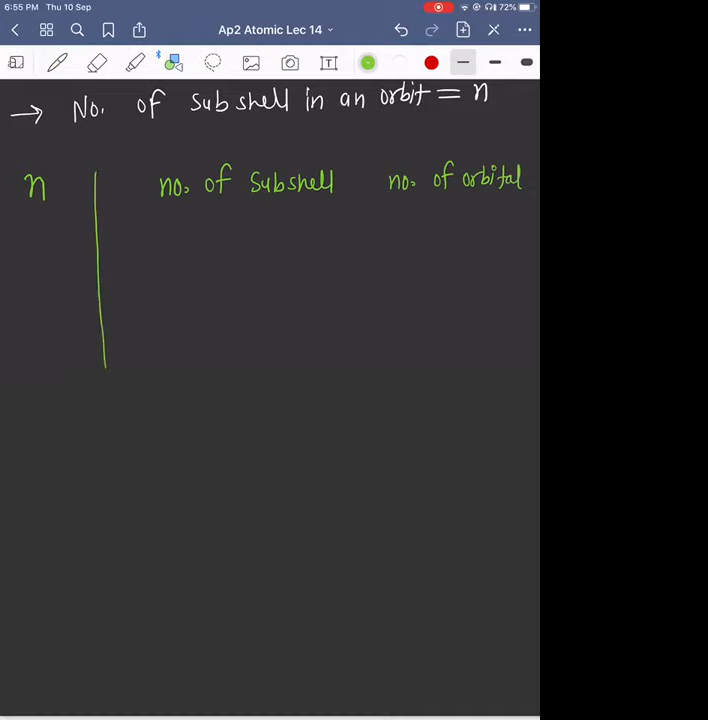 6:55 PM Thu 10 Sep 72%
Ap2 Atomic Lec 14
T
→ No. of subshell in an orbit = n
n no. of subshell no. of orbital